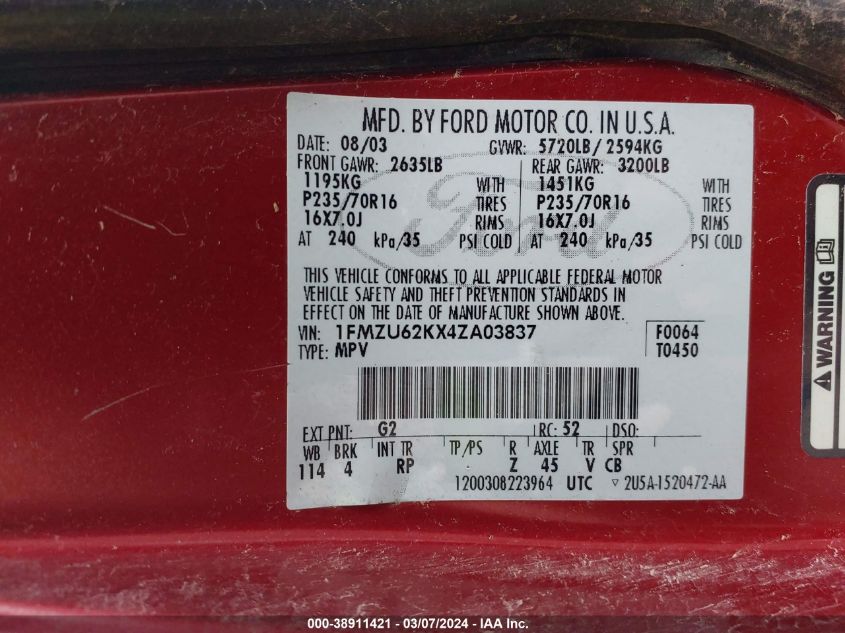 MFD. BY FORD MOTOR CO. IN U.S.A.
DATE: 08/03 GVWR: 5720LB/ 2594KG
FRONT GAWR: 2635LB REAR GAWR: 3200LB
1195KG WITH 1451KG WITH
P235/70R16 TIRES P235/70R16 TIRES
16X7.0J RIMS 16X7.0J RIMS
AT 240 kPa/35 PSI COLD AT 240 kPa/35 PSI COLD
Ford
THIS VEHICLE CONFORMS TO ALL APPLICABLE FEDERAL MOTOR
VEHICLE SAFETY AND THEFT PREVENTION STANDARDS IN
EFFECT ON THE DATE OF MANUFACTURE SHOWN ABOVE.
VIN: 1FMZU62KX4ZA03837 F0064
TYPE: MPV T0450
EXT PNT: G2 RC: 52 DSO:
WB BRK INT TR TP/PS R AXLE TR SPR
114 4 RP Z 45 V CB
1200308223964 UTC ▽ 2U5A-1520472-AA
WARNING
000-38911421 - 03/07/2024 - IAA Inc.